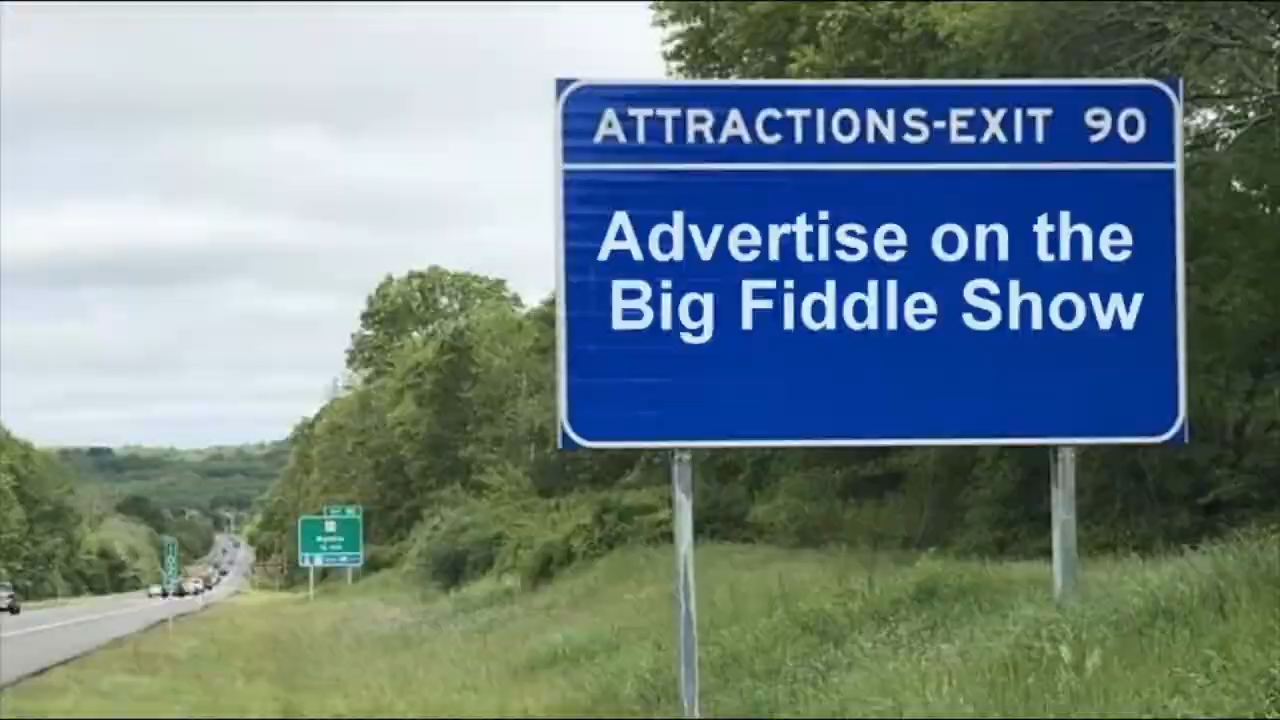 ATTRACTIONS-EXIT 90
Advertise on the
Big Fiddle Show